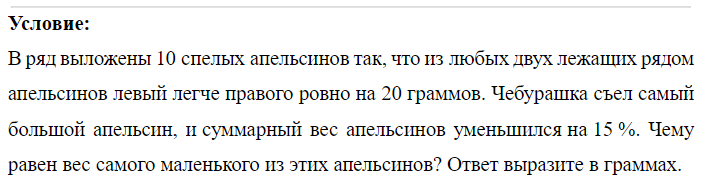 Условие:
В ряд выложены 10 спелых апельсинов так, что из любых двух лежащих рядом
апельсинов левый легче правого ровно на 20 граммов. Чебурашка съел самый
большой апельсин, и суммарный вес апельсинов уменьшился на 15 %. Чему
равен вес самого маленького из этих апельсинов? Ответ выразите в граммах.